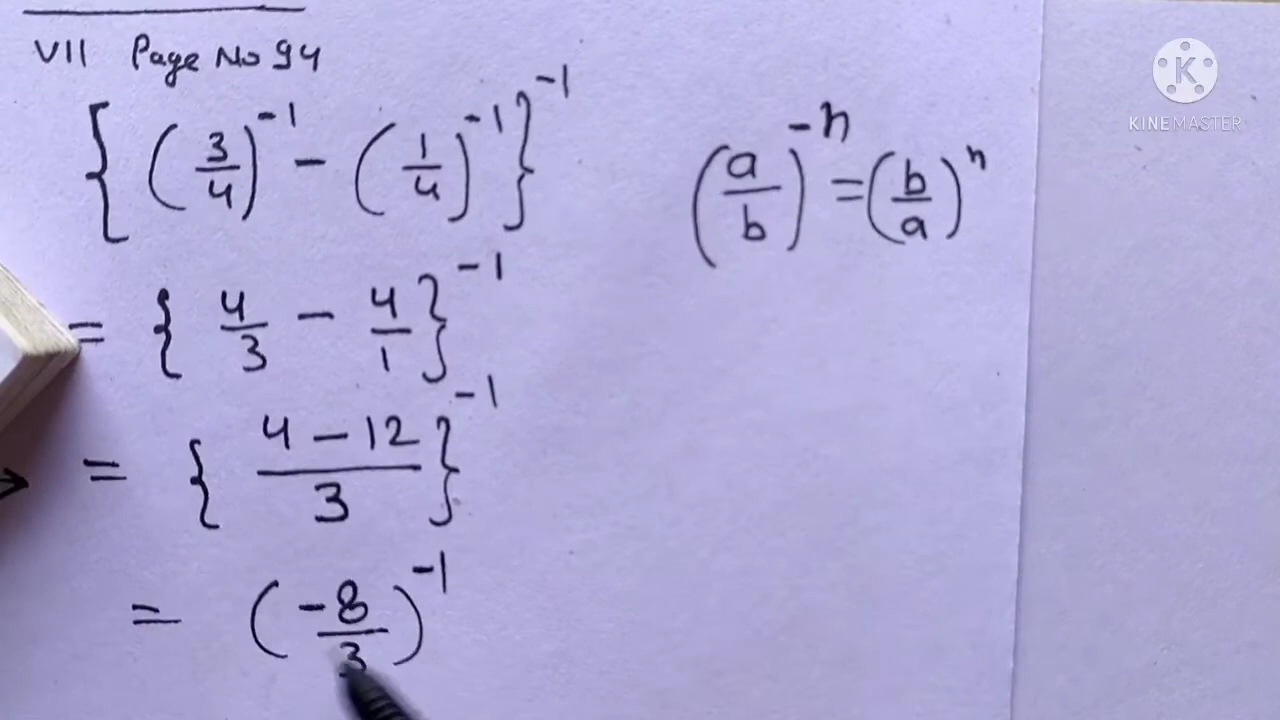 VII Page No 94
{(3/4)^-1 - (1/4)^-1}^-1
(a/b)^-n = (b/a)^n
= {4/3 - 4/1}^-1
= {4-12/3}^-1
= (-8/3)^-1
K
KINEMASTER